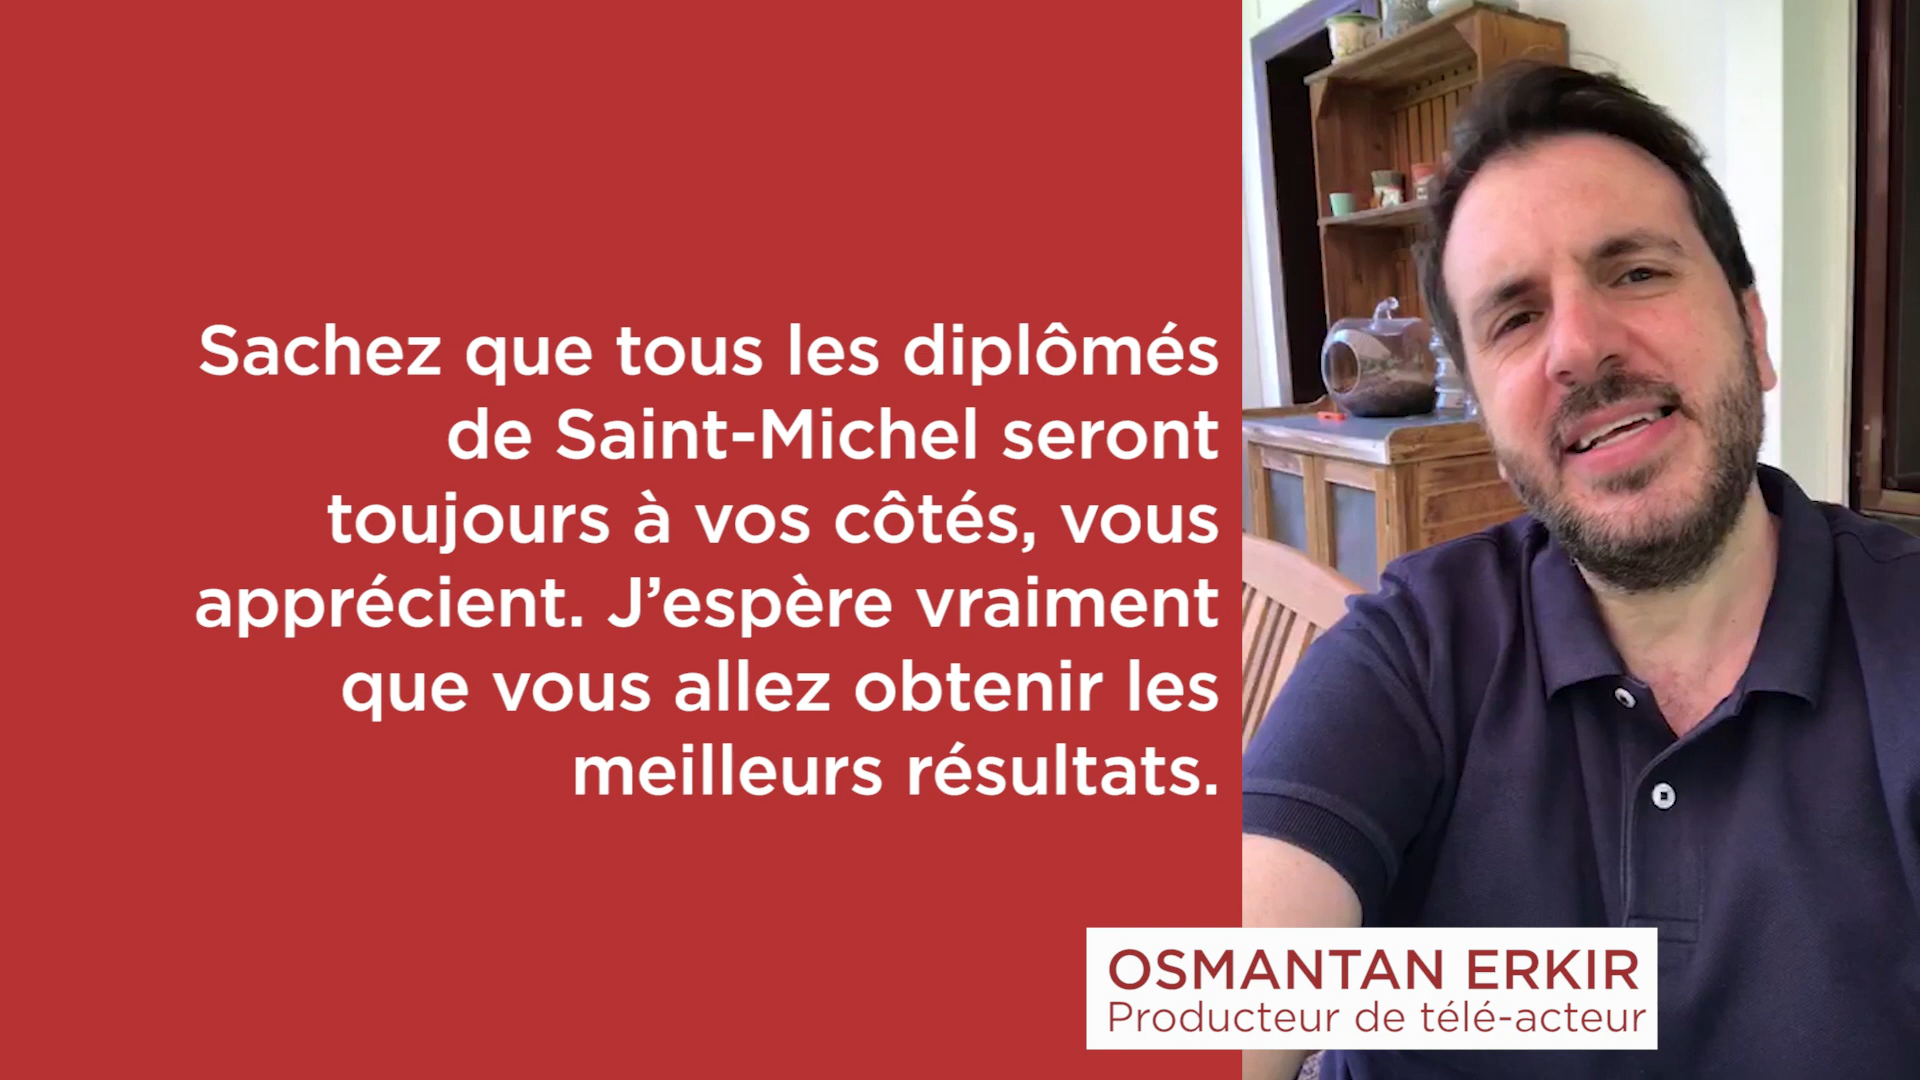 Sachez que tous les diplômés
de Saint-Michel seront
toujours à vos côtés, vous
apprécient. J’espère vraiment
que vous allez obtenir les
meilleurs résultats.
OSMANTAN ERKIR
Producteur de télé-acteur